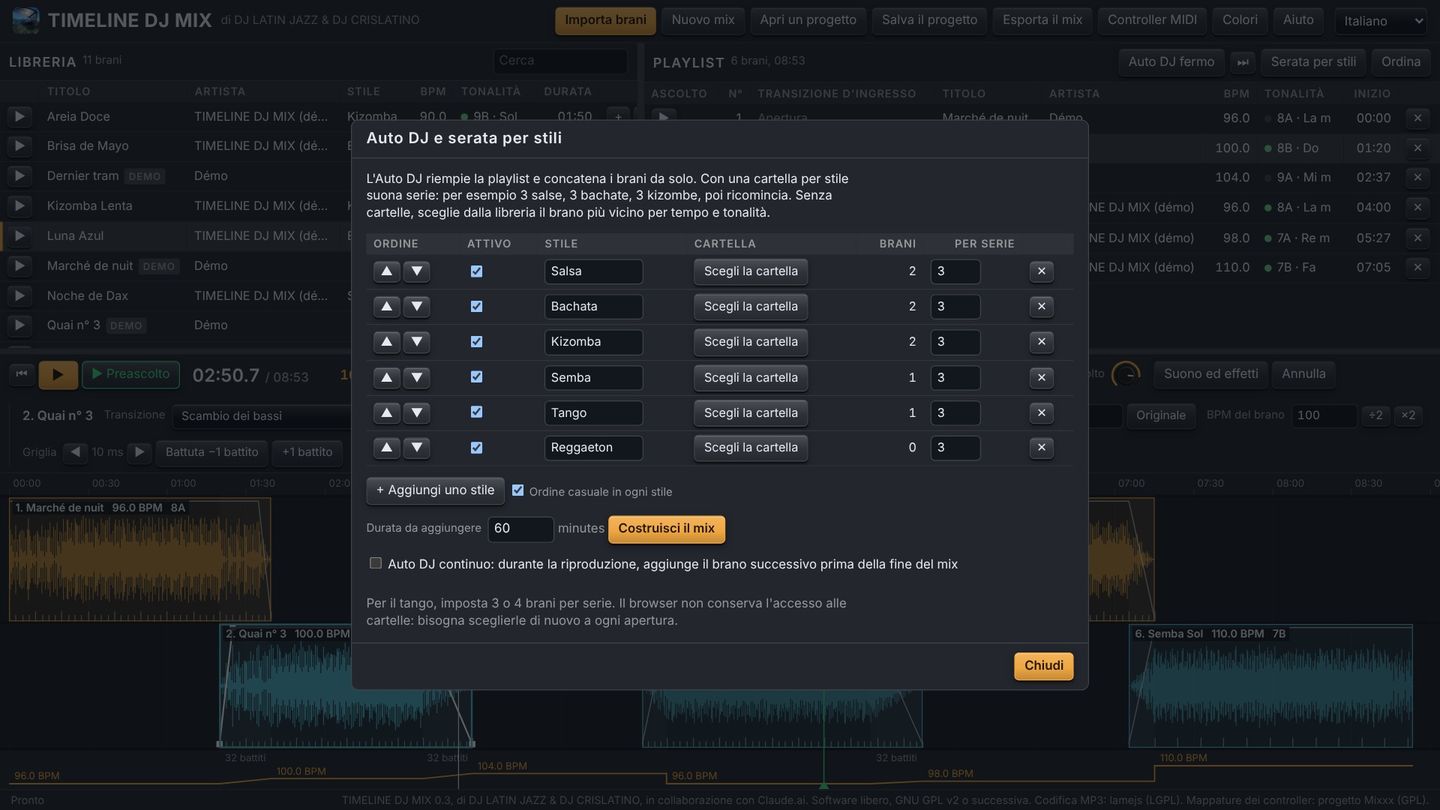 TIMELINE DJ MIX di DJ LATIN JAZZ & DJ CRISLATINO Importa brani Nuovo mix Apri un progetto Salva il progetto Esporta il mix Controller MIDI Colori Aiuto Italiano
LIBRERIA 11 brani Cerca
PLAYLIST 6 brani, 08:53 Auto DJ fermo Serata per stili Ordina
TITOLO ARTISTA STILE BPM TONALITÀ DURATA
ASCOLTO N° TRANSIZIONE D'INGRESSO TITOLO ARTISTA BPM TONALITÀ INIZIO
Areia Doce TIMELINE DJ MIX (dé... Kizomba 90.0 9B · Sol 01:50 +
1 Apertura Marché de nuit Démo 96.0 8A · La m 00:00 ×
Brisa de Mayo TIMELINE DJ MIX (dé...
100.0 8B · Do 01:20 ×
Dernier tram DEMO Démo
104.0 9A · Mi m 02:37 ×
Kizomba Lenta TIMELINE DJ MIX (dé...
NE DJ MIX (démo) 96.0 8A · La m 04:00 ×
Luna Azul TIMELINE DJ MIX (dé...
NE DJ MIX (démo) 98.0 7A · Re m 05:27 ×
Marché de nuit DEMO Démo
NE DJ MIX (démo) 110.0 7B · Fa 07:05 ×
Noche de Dax TIMELINE DJ MIX (dé...
Quai n° 3 DEMO Démo
Auto DJ e serata per stili
L'Auto DJ riempie la playlist e concatena i brani da solo. Con una cartella per stile
suona serie: per esempio 3 salse, 3 bachate, 3 kizombe, poi ricomincia. Senza
cartelle, sceglie dalla libreria il brano più vicino per tempo e tonalità.
ORDINE ATTIVO STILE CARTELLA BRANI PER SERIE
Salsa Scegli la cartella 2 3 ×
Bachata Scegli la cartella 2 3 ×
Kizomba Scegli la cartella 2 3 ×
Semba Scegli la cartella 1 3 ×
Tango Scegli la cartella 1 3 ×
Reggaeton Scegli la cartella 0 3 ×
+ Aggiungi uno stile Ordine casuale in ogni stile
Durata da aggiungere 60 minutes Costruisci il mix
Auto DJ continuo: durante la riproduzione, aggiunge il brano successivo prima della fine del mix
Per il tango, imposta 3 o 4 brani per serie. Il browser non conserva l'accesso alle
cartelle: bisogna sceglierle di nuovo a ogni apertura.
Chiudi
Preascolto 02:50.7 / 08:53 Suono ed effetti Annulla
2. Quai n° 3 Transizione Scambio dei bassi Originale BPM del brano 100 ÷2 ×2
Griglia 10 ms Battuta −1 battito +1 battito
00:00 00:30 01:00 01:30 07:00 07:30 08:00 08:30
1. Marché de nuit 96.0 BPM 8A
2. Quai n° 3 100.0 BPM
6. Semba Sol 110.0 BPM 7B
32 battiti 32 battiti 32 battiti
96.0 BPM 100.0 BPM 104.0 BPM 96.0 BPM 98.0 BPM 110.0 BPM
Pronto TIMELINE DJ MIX 0.3, di DJ LATIN JAZZ & DJ CRISLATINO, in collaborazione con Claude.ai. Software libero, GNU GPL v2 o successiva. Codifica MP3: lamejs (LGPL). Mappature dei controller: progetto Mixxx (GPL).